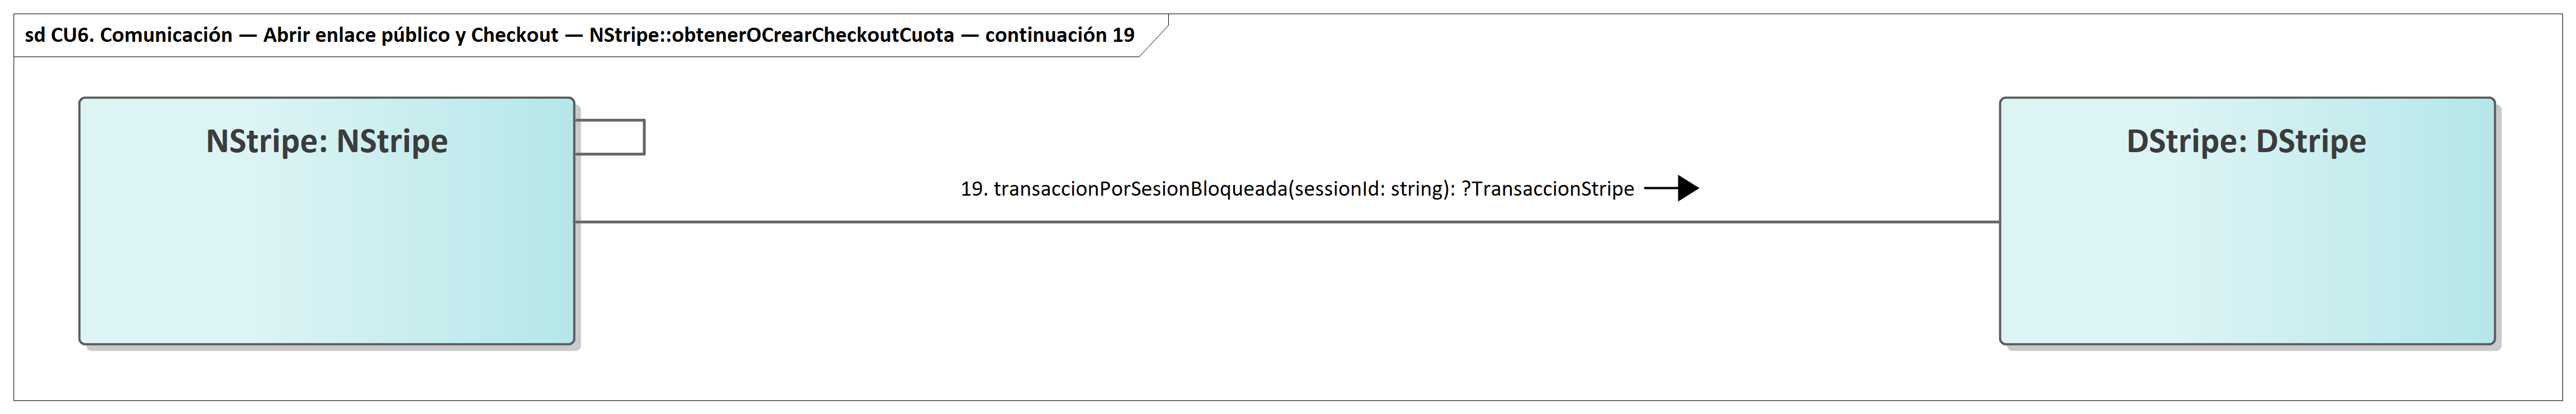 sd CU6. Comunicación — Abrir enlace público y Checkout — NStripe::obtenerOCrearCheckoutCuota — continuación 19
NStripe: NStripe
DStripe: DStripe
19. transaccionPorSesionBloqueada(sessionId: string): ?TransaccionStripe